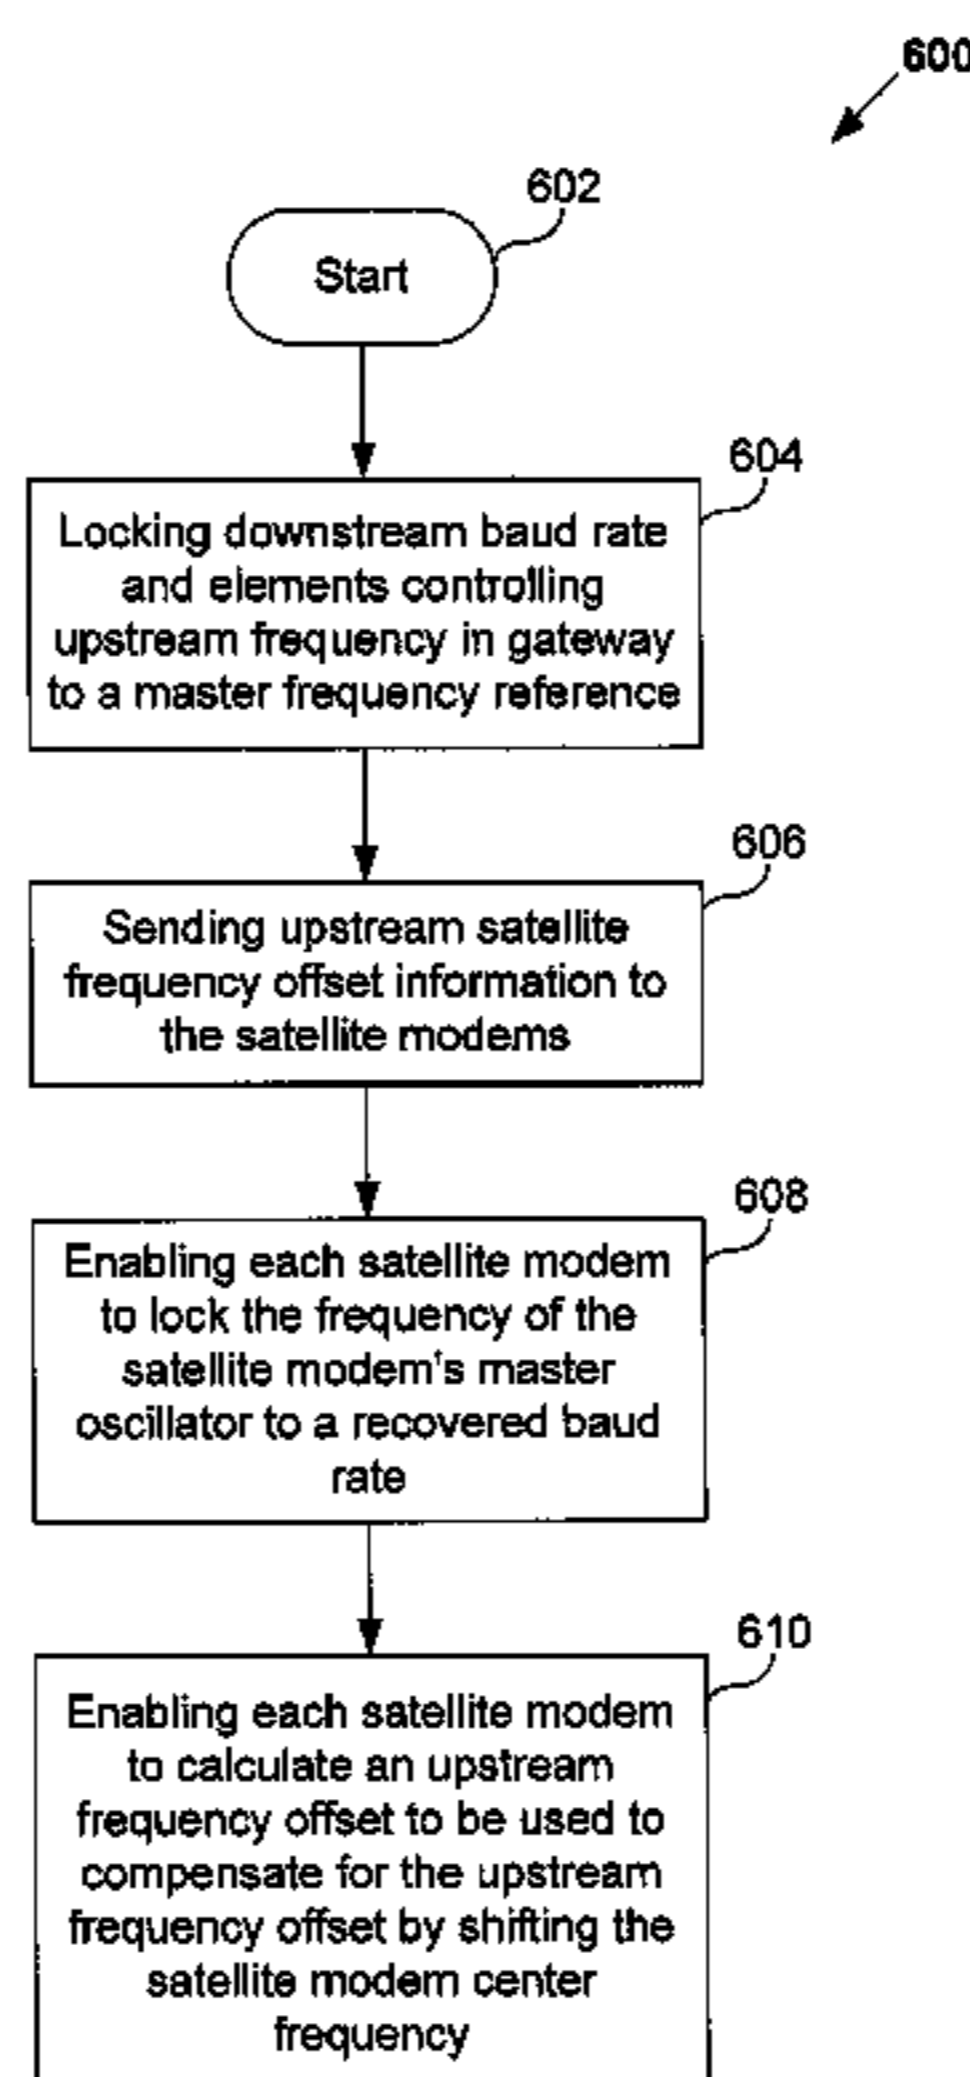 600
602
Start
604
Locking downstream baud rate
and elements controlling
upstream frequency in gateway
to a master frequency reference
606
Sending upstream satellite
frequency offset information to
the satellite modems
608
Enabling each satellite modem
to lock the frequency of the
satellite modem's master
oscillator to a recovered baud
rate
610
Enabling each satellite modem
to calculate an upstream
frequency offset to be used to
compensate for the upstream
frequency offset by shifting the
satellite modem center
frequency